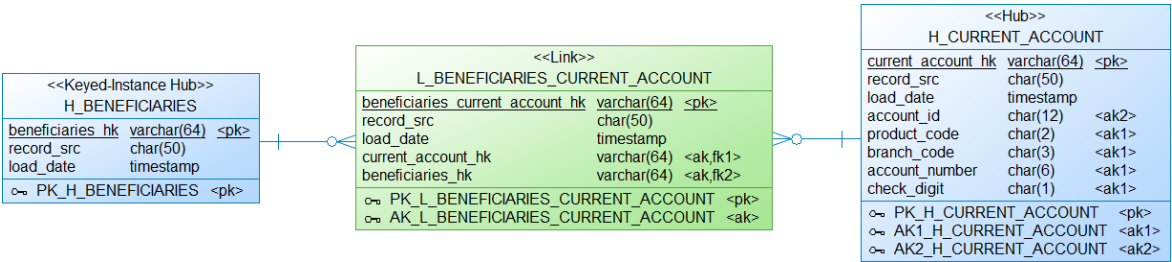 <<Keyed-Instance Hub>>
H_BENEFICIARIES
beneficiaries_hk varchar(64) <pk>
record_src char(50)
load_date timestamp
PK_H_BENEFICIARIES <pk>
<<Link>>
L_BENEFICIARIES_CURRENT_ACCOUNT
beneficiaries_current_account_hk varchar(64) <pk>
record_src char(50)
load_date timestamp
current_account_hk varchar(64) <ak,fk1>
beneficiaries_hk varchar(64) <ak,fk2>
PK_L_BENEFICIARIES_CURRENT_ACCOUNT <pk>
AK_L_BENEFICIARIES_CURRENT_ACCOUNT <ak>
<<Hub>>
H_CURRENT_ACCOUNT
current_account_hk varchar(64) <pk>
record_src char(50)
load_date timestamp
account_id char(12) <ak2>
product_code char(2) <ak1>
branch_code char(3) <ak1>
account_number char(6) <ak1>
check_digit char(1) <ak1>
PK_H_CURRENT_ACCOUNT <pk>
AK1_H_CURRENT_ACCOUNT <ak1>
AK2_H_CURRENT_ACCOUNT <ak2>